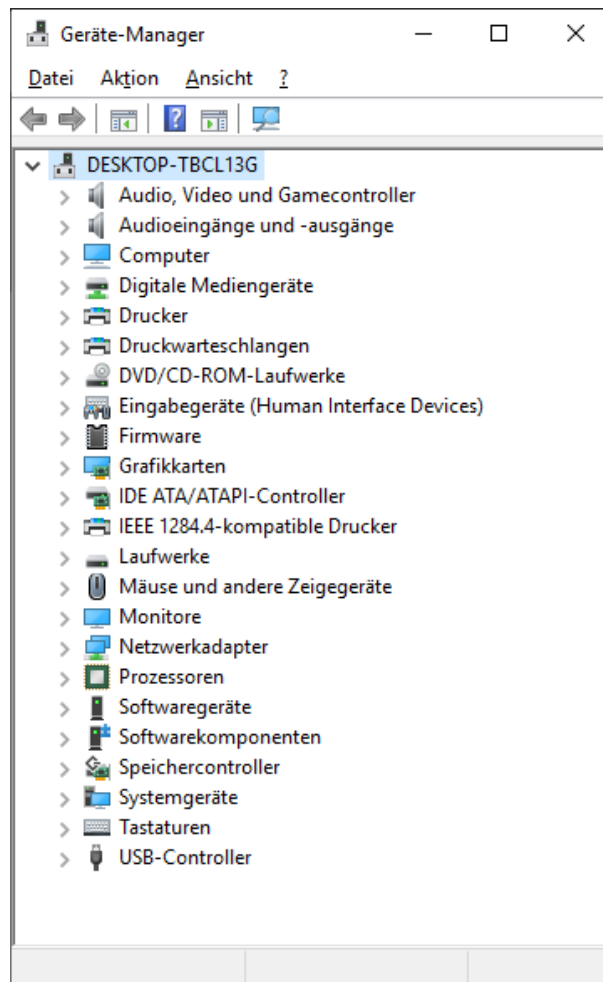 Geräte-Manager
Datei Aktion Ansicht ?
DESKTOP-TBCL13G
Audio, Video und Gamecontroller
Audioeingänge und -ausgänge
Computer
Digitale Mediengeräte
Drucker
Druckwarteschlangen
DVD/CD-ROM-Laufwerke
Eingabegeräte (Human Interface Devices)
Firmware
Grafikkarten
IDE ATA/ATAPI-Controller
IEEE 1284.4-kompatible Drucker
Laufwerke
Mäuse und andere Zeigegeräte
Monitore
Netzwerkadapter
Prozessoren
Softwaregeräte
Softwarekomponenten
Speichercontroller
Systemgeräte
Tastaturen
USB-Controller